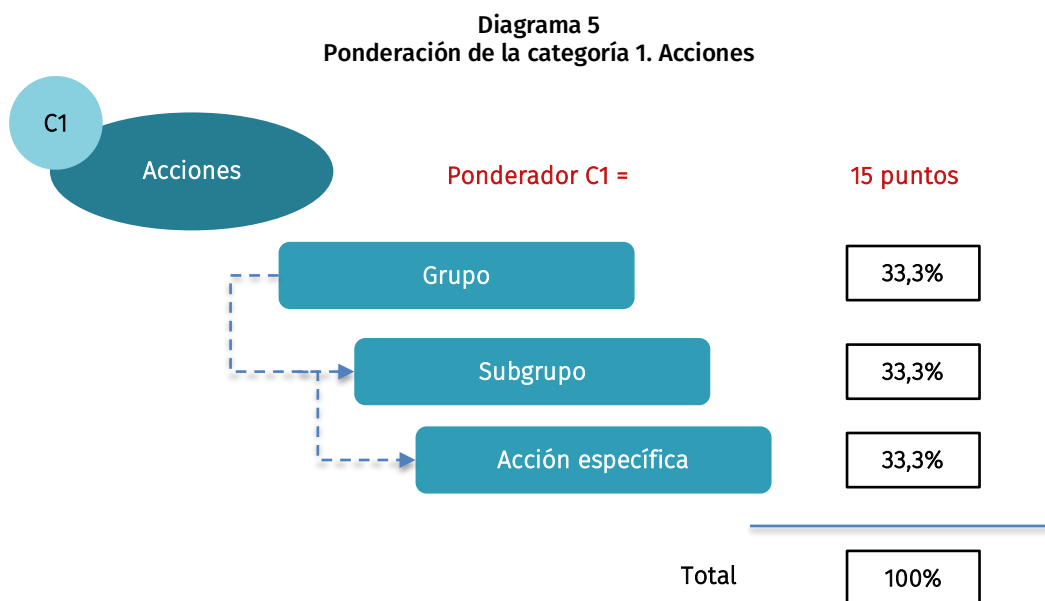 Diagrama 5
Ponderación de la categoría 1. Acciones
C1
Acciones
Ponderador C1 =
15 puntos
Grupo
33,3%
Subgrupo
33,3%
Acción específica
33,3%
Total
100%